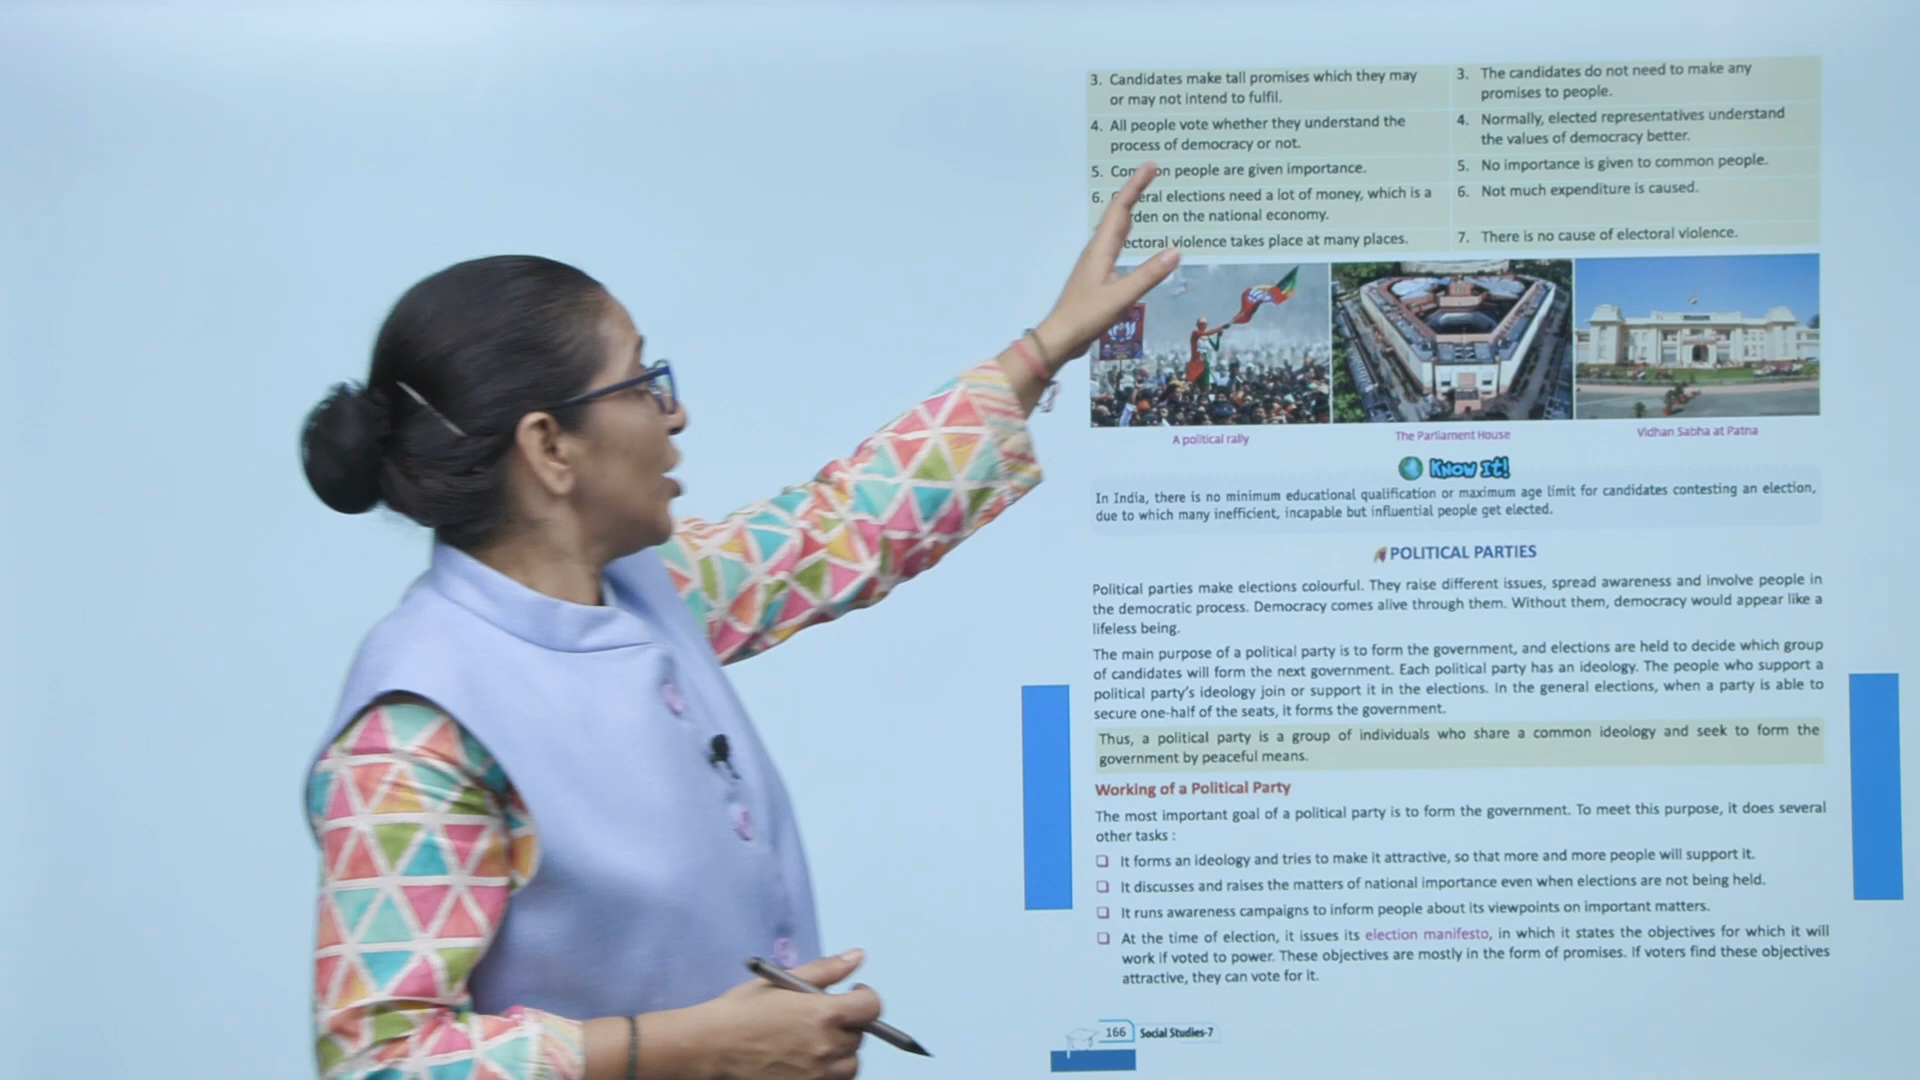 3. Candidates make tall promises which they may
or may not intend to fulfil.
4. All people vote whether they understand the
process of democracy or not.
5. people are given importance.
6. elections need a lot of money, which is a
on the national economy.
violence takes place at many places.
3. The candidates do not need to make any
promises to people.
4. Normally, elected representatives understand
the values of democracy better.
5. No importance is given to common people.
6. Not much expenditure is caused.
7. There is no cause of electoral violence.
A political rally
The Parliament House
Vidhan Sabha at Patna
Know It!
In India, there is no minimum educational qualification or maximum age limit for candidates contesting an election,
due to which many inefficient, incapable but influential people get elected.
POLITICAL PARTIES
Political parties make elections colourful. They raise different issues, spread awareness and involve people in
the democratic process. Democracy comes alive through them. Without them, democracy would appear like a
lifeless being.
The main purpose of a political party is to form the government, and elections are held to decide which group
of candidates will form the next government. Each political party has an ideology. The people who support a
political party's ideology join or support it in the elections. In the general elections, when a party is able to
secure one-half of the seats, it forms the government.
Thus, a political party is a group of individuals who share a common ideology and seek to form the
government by peaceful means.
Working of a Political Party
The most important goal of a political party is to form the government. To meet this purpose, it does several
other tasks :
❑ It forms an ideology and tries to make it attractive, so that more and more people will support it.
❑ It discusses and raises the matters of national importance even when elections are not being held.
❑ It runs awareness campaigns to inform people about its viewpoints on important matters.
❑ At the time of election, it issues its election manifesto, in which it states the objectives for which it will
work if voted to power. These objectives are mostly in the form of promises. If voters find these objectives
attractive, they can vote for it.
166 Social Studies-7